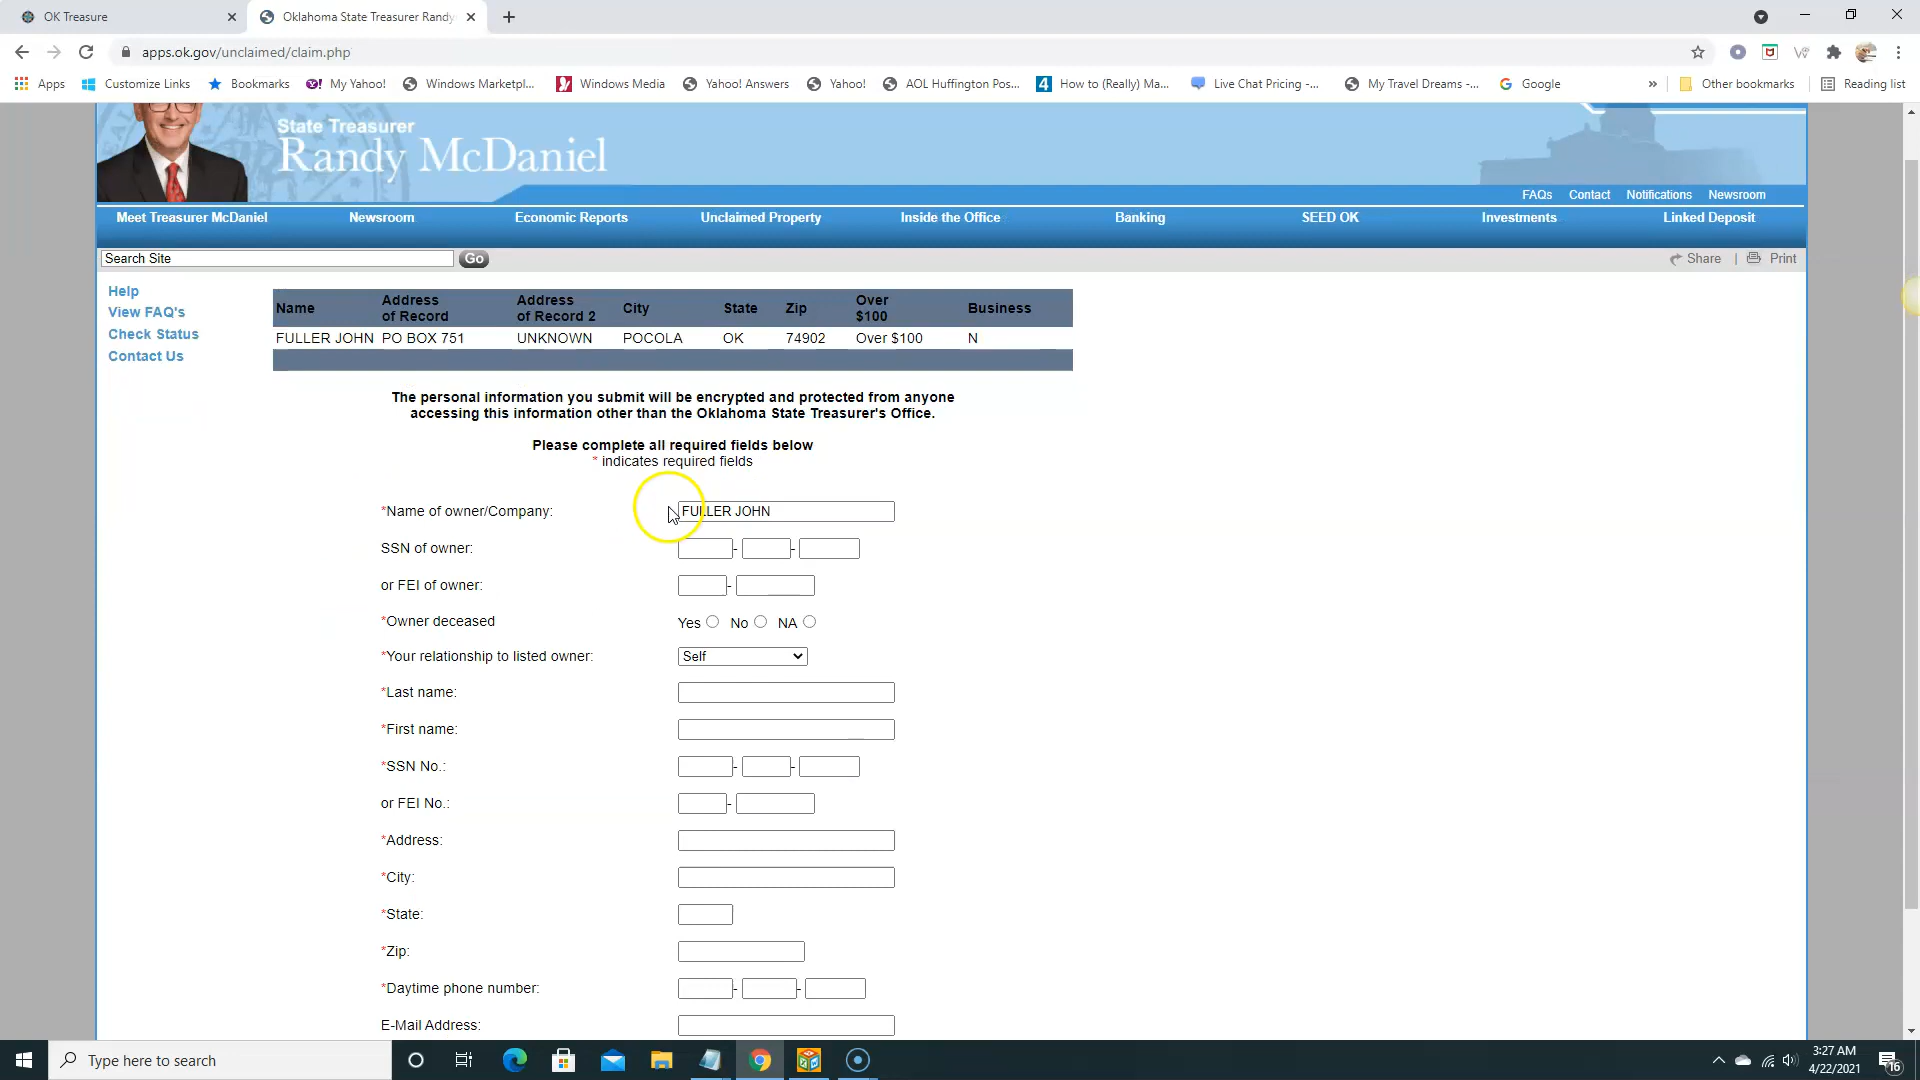 OK Treasure
Oklahoma State Treasurer Randy
apps.ok.gov/unclaimed/claim.php
Apps Customize Links Bookmarks My Yahoo! Windows Marketpl... Windows Media Yahoo! Answers Yahoo! AOL Huffington Pos... How to (Really) Ma... Live Chat Pricing -... My Travel Dreams -... Google » Other bookmarks Reading list
State Treasurer
Randy McDaniel
FAQs Contact Notifications Newsroom
Meet Treasurer McDaniel Newsroom Economic Reports Unclaimed Property Inside the Office Banking SEED OK Investments Linked Deposit
Search Site Go Share | Print
Help
View FAQ's
Check Status
Contact Us
Name Address of Record Address of Record 2 City State Zip Over $100 Business
FULLER JOHN PO BOX 751 UNKNOWN POCOLA OK 74902 Over $100 N
The personal information you submit will be encrypted and protected from anyone
accessing this information other than the Oklahoma State Treasurer's Office.
Please complete all required fields below
* indicates required fields
*Name of owner/Company: FULLER JOHN
SSN of owner: - -
or FEI of owner: -
*Owner deceased Yes No NA
*Your relationship to listed owner: Self
*Last name:
*First name:
*SSN No.: - -
or FEI No.: -
*Address:
*City:
*State:
*Zip:
*Daytime phone number: - -
E-Mail Address:
Type here to search
3:27 AM
4/22/2021
16